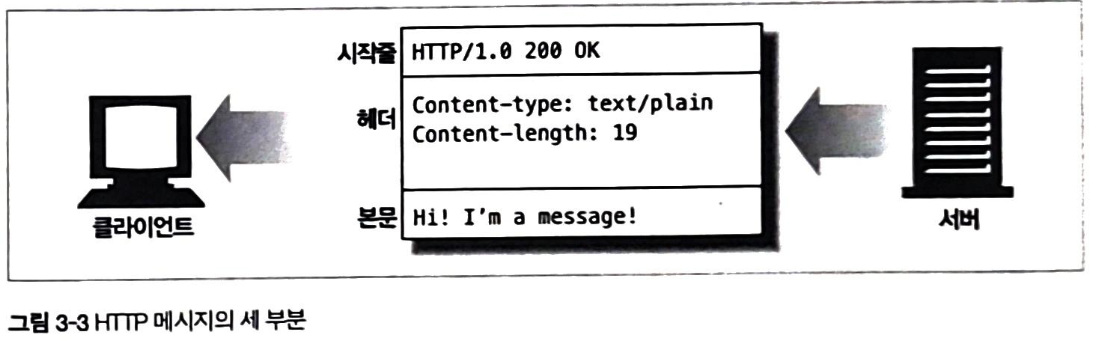 시작줄 HTTP/1.0 200 OK
헤더 Content-type: text/plain
Content-length: 19
본문 Hi! I'm a message!
클라이언트
서버
그림 3-3 HTTP 메시지의 세 부분